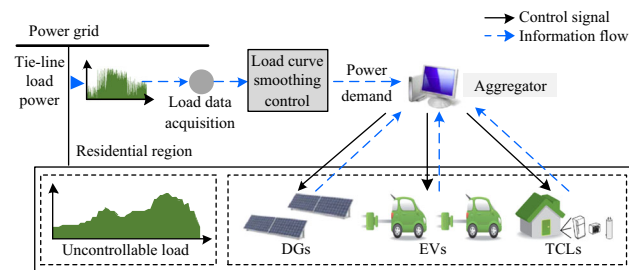 Control signal
Power grid
Information flow
Tie-line
load
power
Load data
acquisition
Load curve
smoothing
control
Power
demand
Aggregator
Residential region
Uncontrollable load
DGs
EVs
TCLs